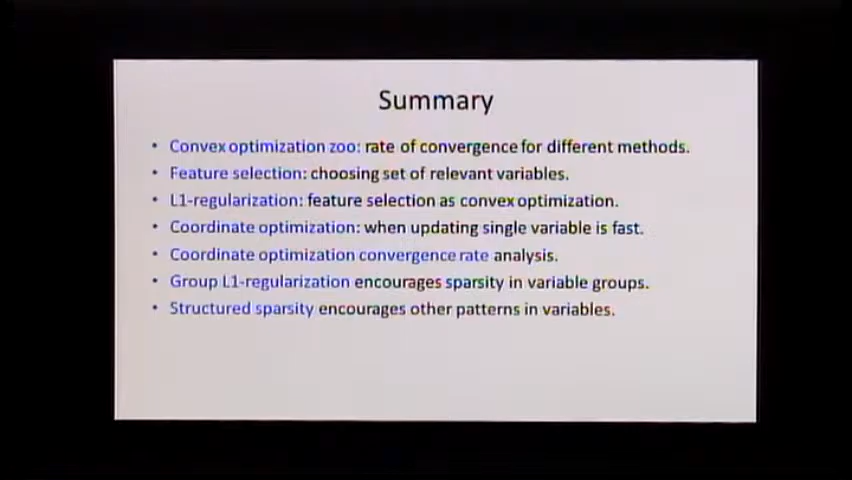 Summary
• Convex optimization zoo: rate of convergence for different methods.
• Feature selection: choosing set of relevant variables.
• L1-regularization: feature selection as convex optimization.
• Coordinate optimization: when updating single variable is fast.
• Coordinate optimization convergence rate analysis.
• Group L1-regularization encourages sparsity in variable groups.
• Structured sparsity encourages other patterns in variables.